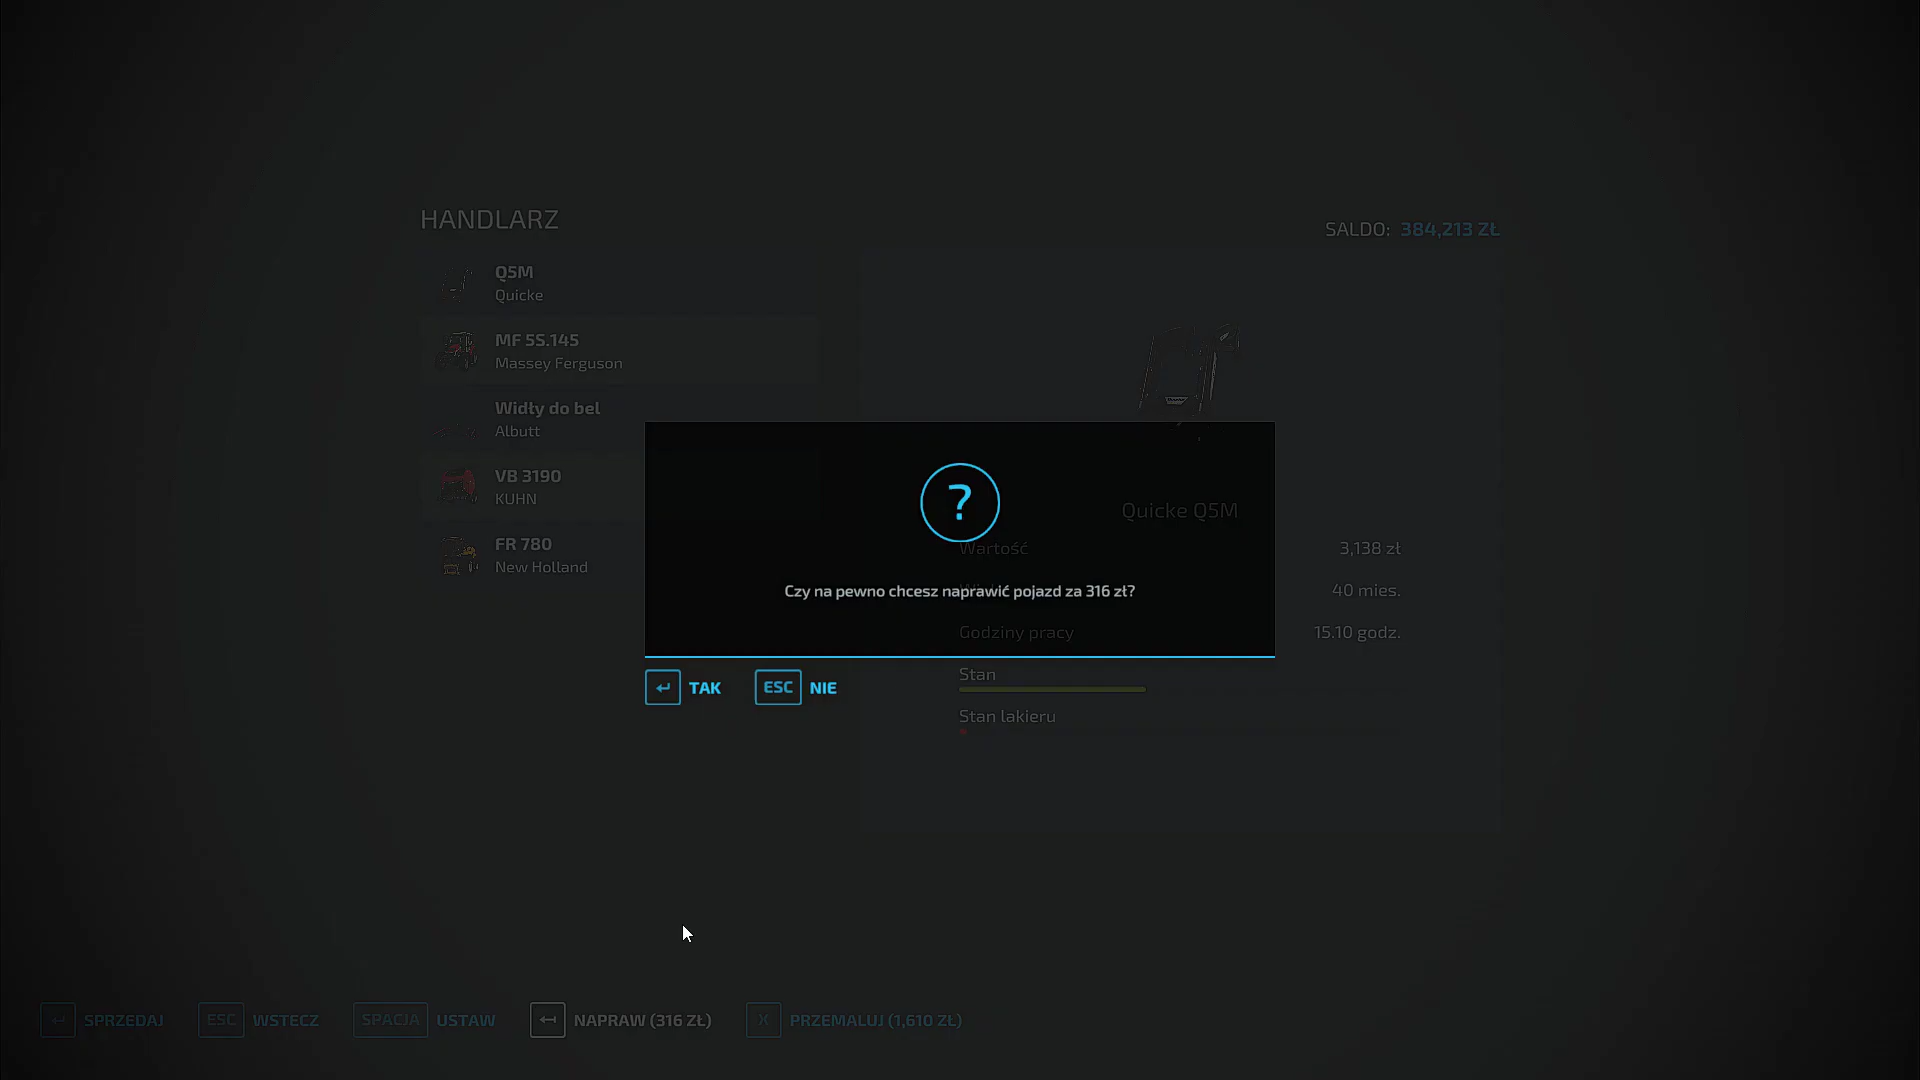 HANDLARZ
SALDO: 384,213 ZŁ
Q5M
Quicke
MF 5S.145
Massey Ferguson
Widły do bel
Albutt
VB 3190
KUHN
FR 780
New Holland
?
Quicke Q5M
Wartość 3,138 zł
40 mies.
Czy na pewno chcesz naprawić pojazd za 316 zł?
Godziny pracy 15.10 godz.
Stan
Stan lakieru
↵ TAK ESC NIE
↵ SPRZEDAJ ESC WSTECZ SPACJA USTAW ↤ NAPRAW (316 ZŁ) X PRZEMALUJ (1,610 ZŁ)